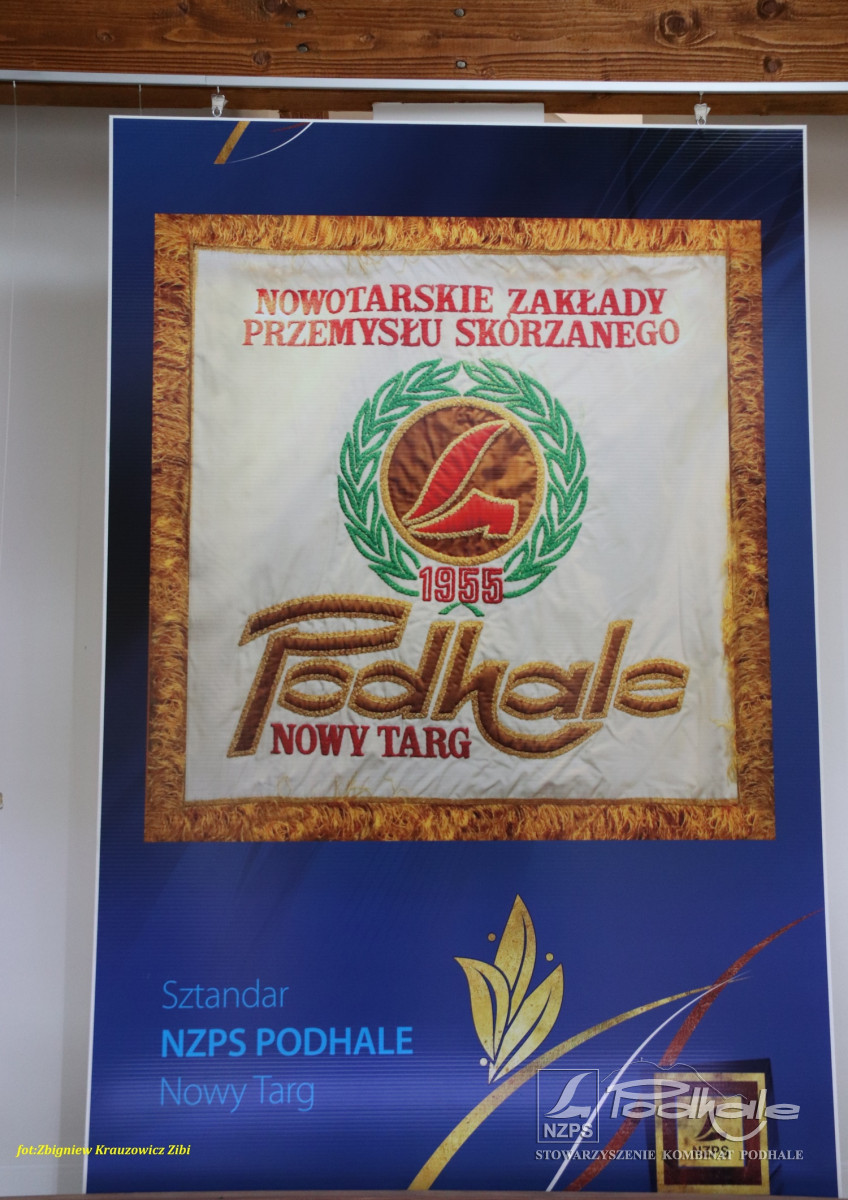 NOWOTARSKIE ZAKŁADY
PRZEMYSŁU SKÓRZANEGO
1955
Podhale
NOWY TARG
Sztandar
NZPS PODHALE
Nowy Targ
NZPS
Podhale
NZPS
STOWARZYSZENIE KOMBINAT PODHALE
fot:Zbigniew Krauzowicz Zibi